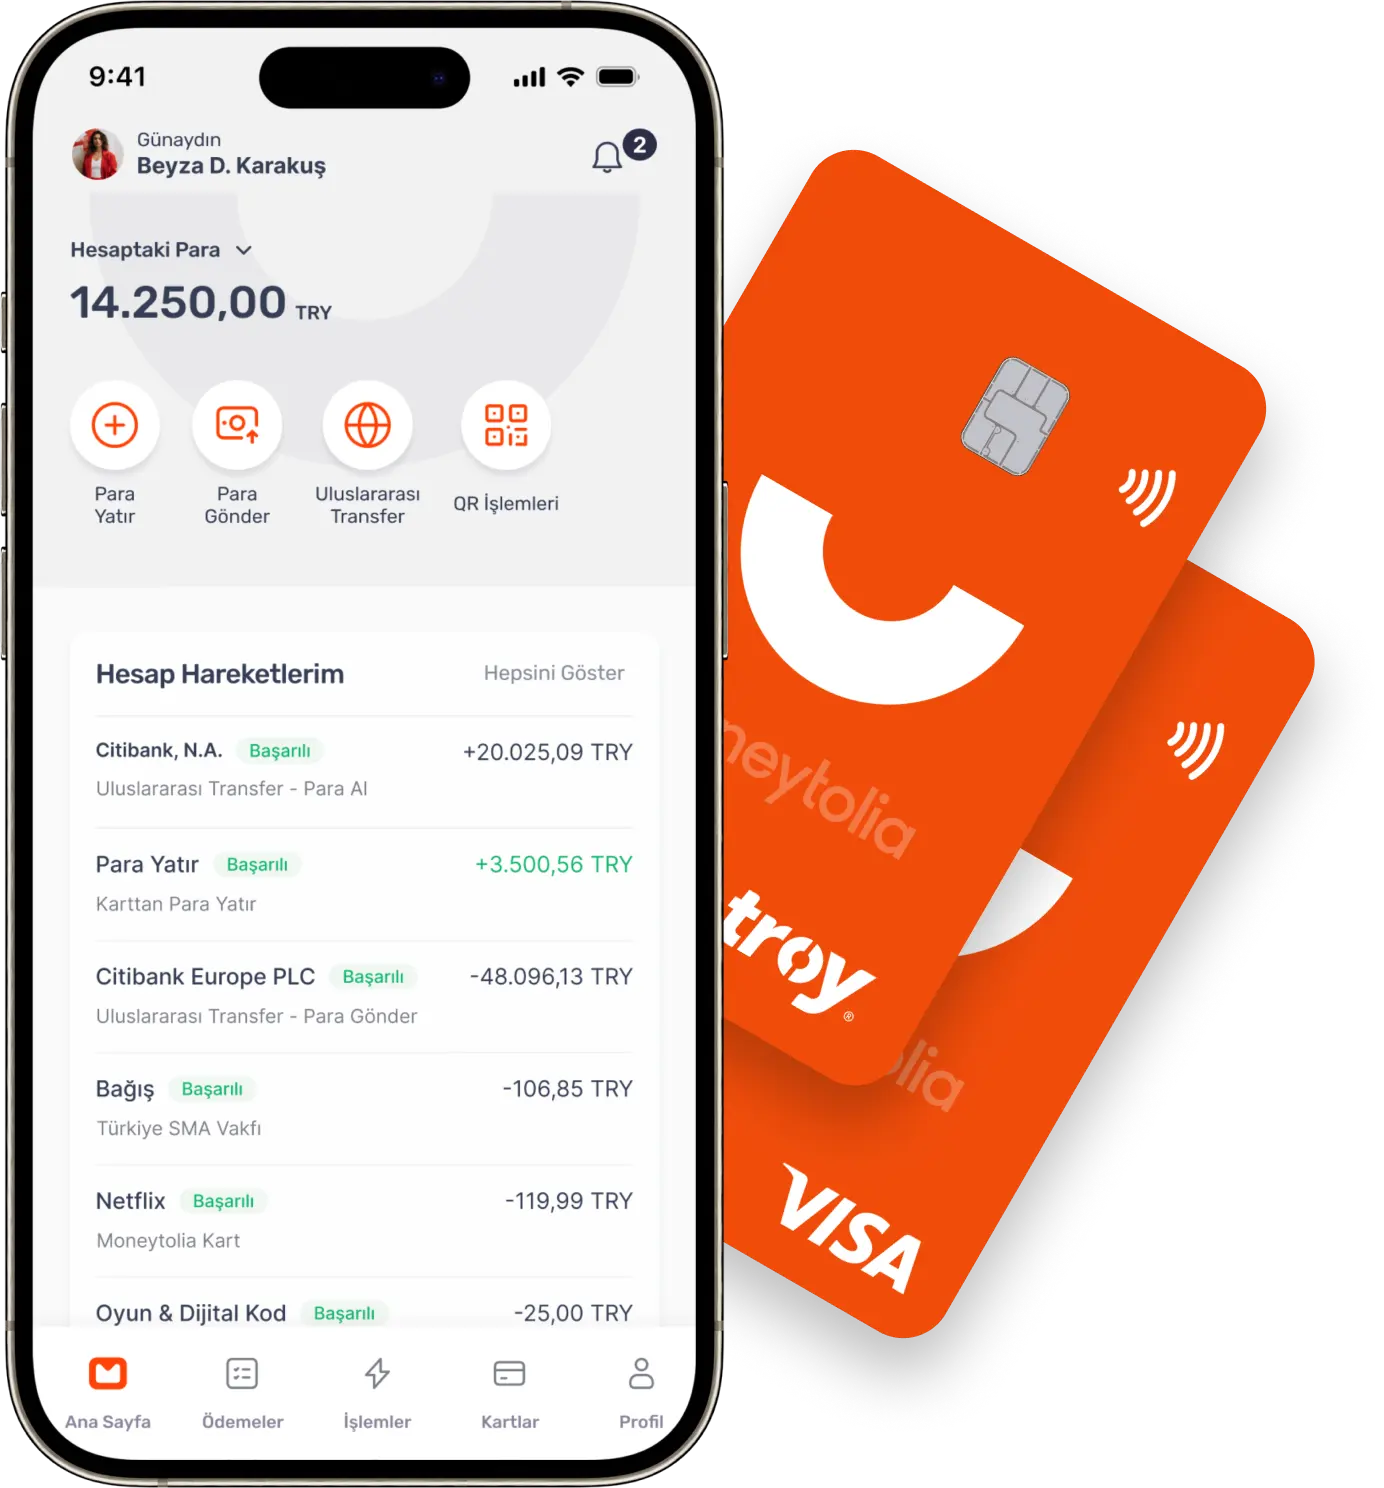 9:41
Günaydın
Beyza D. Karakuş
2
Hesaptaki Para
14.250,00 TRY
Para
Yatır
Para
Gönder
Uluslararası
Transfer
QR İşlemleri
Hesap Hareketlerim
Hepsini Göster
Citibank, N.A.
Başarılı
+20.025,09 TRY
Uluslararası Transfer - Para Al
Para Yatır
Başarılı
+3.500,56 TRY
Karttan Para Yatır
Citibank Europe PLC
Başarılı
-48.096,13 TRY
Uluslararası Transfer - Para Gönder
Bağış
Başarılı
-106,85 TRY
Türkiye SMA Vakfı
Netflix
Başarılı
-119,99 TRY
Moneytolia Kart
Oyun & Dijital Kod
Başarılı
-25,00 TRY
Ana Sayfa
Ödemeler
İşlemler
Kartlar
Profil
neytolia
troy®
olia
VISA